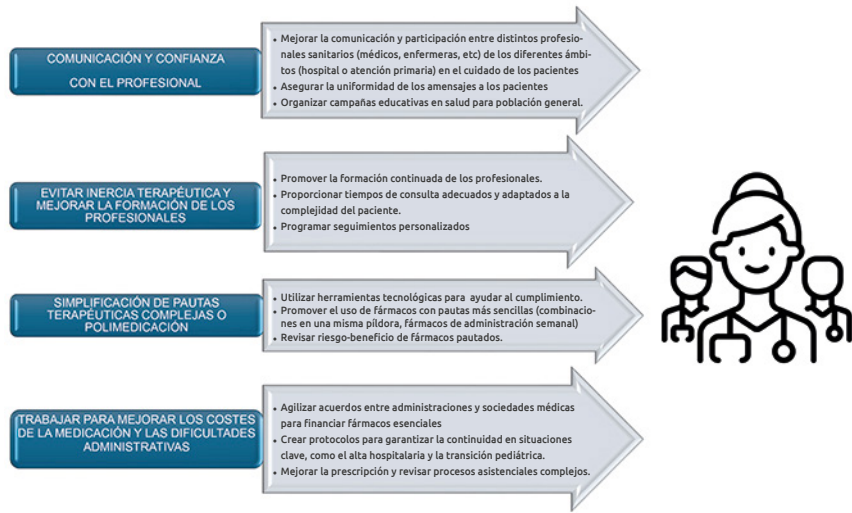 COMUNICACIÓN Y CONFIANZA
CON EL PROFESIONAL
• Mejorar la comunicación y participación entre distintos profesio-
nales sanitarios (médicos, enfermeras, etc) de los diferentes ámbi-
tos (hospital o atención primaria) en el cuidado de los pacientes
• Asegurar la uniformidad de los amensajes a los pacientes
• Organizar campañas educativas en salud para población general.
EVITAR INERCIA TERAPÉUTICA Y
MEJORAR LA FORMACIÓN DE LOS
PROFESIONALES
• Promover la formación continuada de los profesionales.
• Proporcionar tiempos de consulta adecuados y adaptados a la
complejidad del paciente.
• Programar seguimientos personalizados
SIMPLIFICACIÓN DE PAUTAS
TERAPÉUTICAS COMPLEJAS O
POLIMEDICACIÓN
• Utilizar herramientas tecnológicas para ayudar al cumplimiento.
• Promover el uso de fármacos con pautas más sencillas (combinacio-
nes en una misma píldora, fármacos de administración semanal)
• Revisar riesgo-beneficio de fármacos pautados.
TRABAJAR PARA MEJORAR LOS COSTES
DE LA MEDICACIÓN Y LAS DIFICULTADES
ADMINISTRATIVAS
• Agilizar acuerdos entre administraciones y sociedades médicas
para financiar fármacos esenciales
• Crear protocolos para garantizar la continuidad en situaciones
clave, como el alta hospitalaria y la transición pediátrica.
• Mejorar la prescripción y revisar procesos asistenciales complejos.